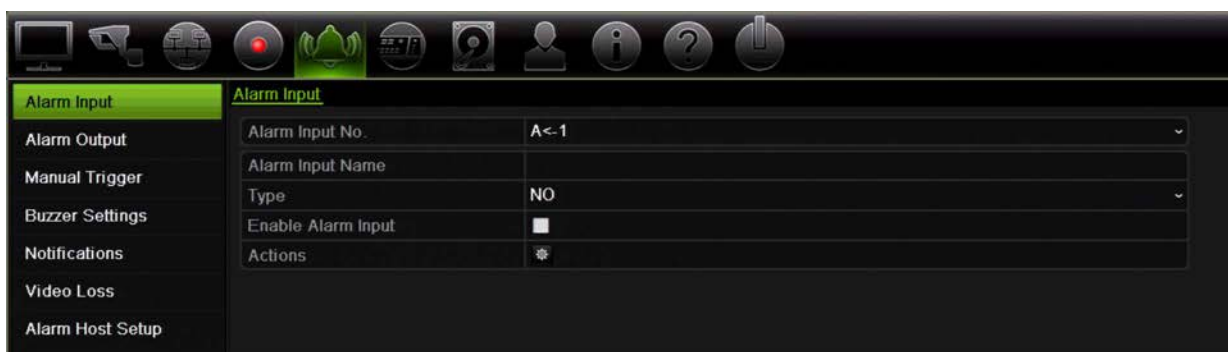 Alarm Input
Alarm Output
Manual Trigger
Buzzer Settings
Notifications
Video Loss
Alarm Host Setup
Alarm Input
Alarm Input No. A<-1
Alarm Input Name
Type NO
Enable Alarm Input
Actions